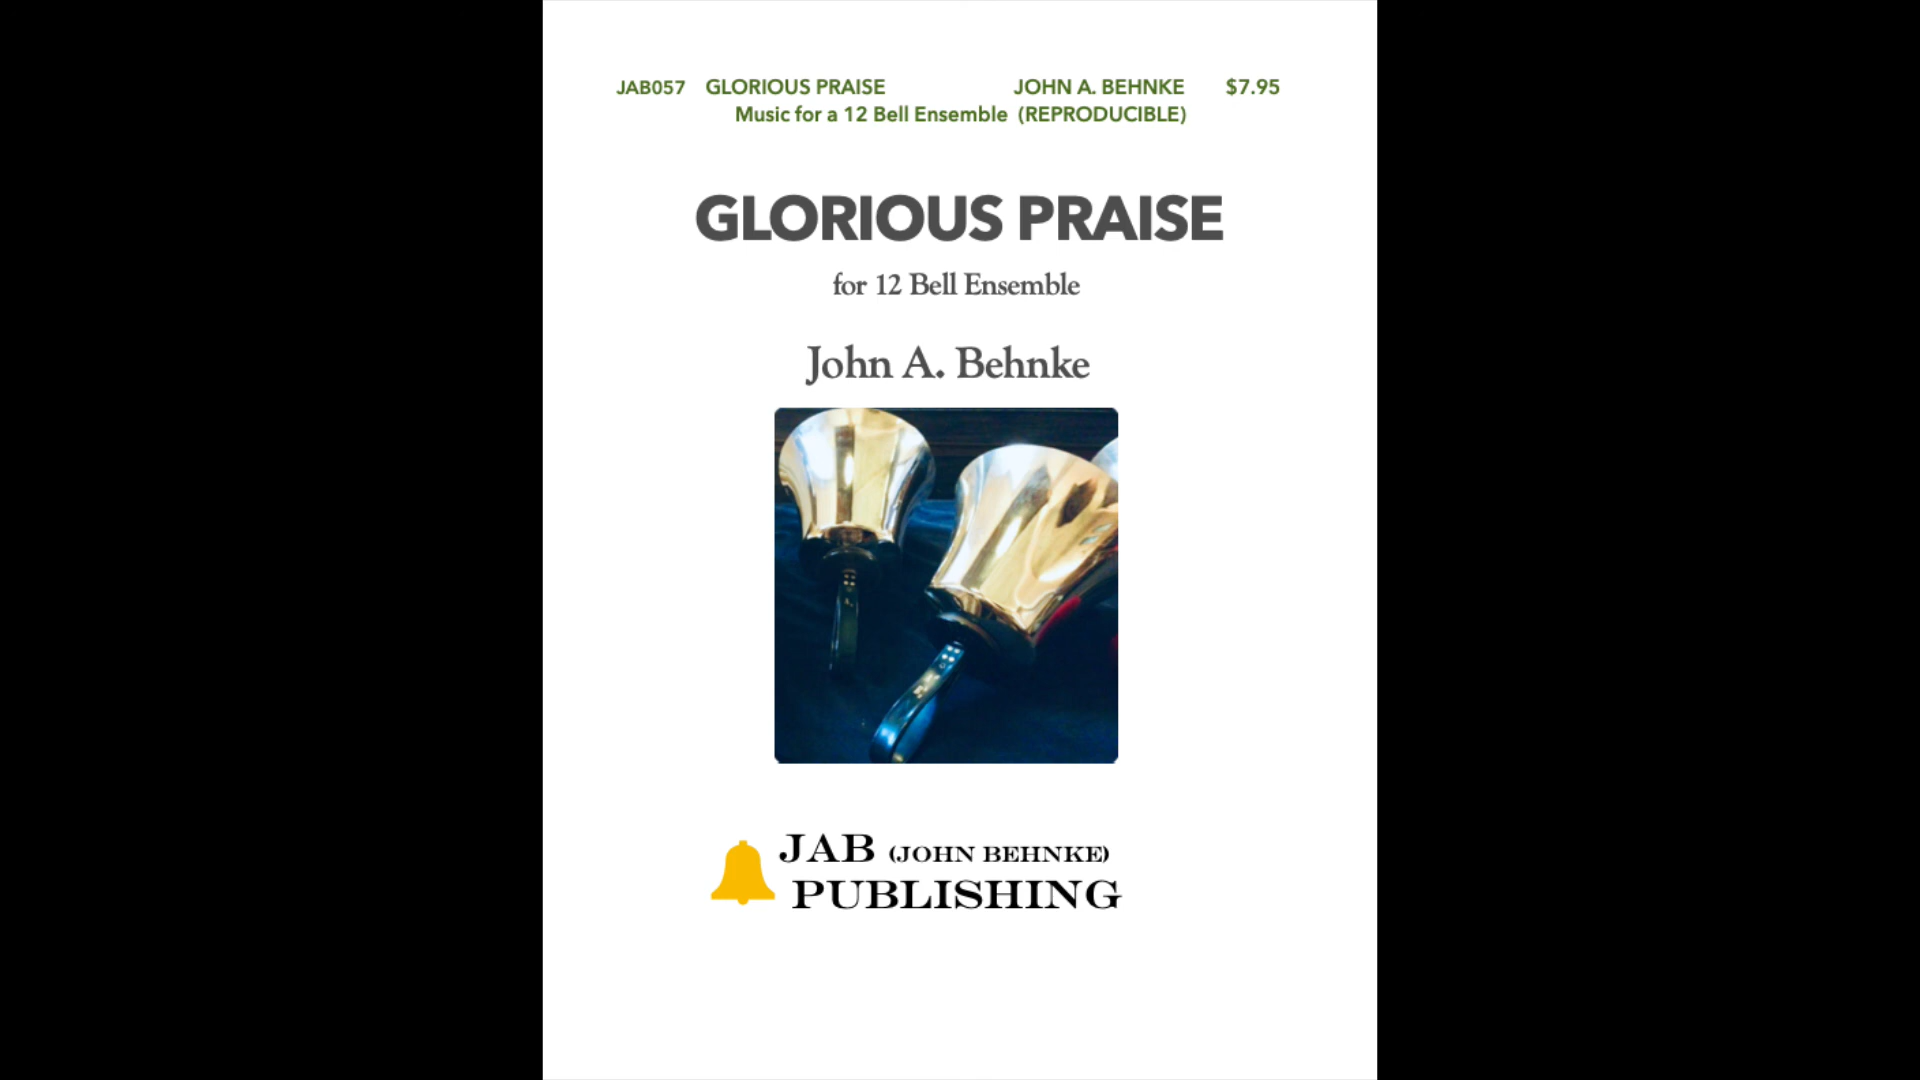 JAB057 GLORIOUS PRAISE JOHN A. BEHNKE $7.95
Music for a 12 Bell Ensemble (REPRODUCIBLE)
GLORIOUS PRAISE
for 12 Bell Ensemble
John A. Behnke
JAB (JOHN BEHNKE)
PUBLISHING